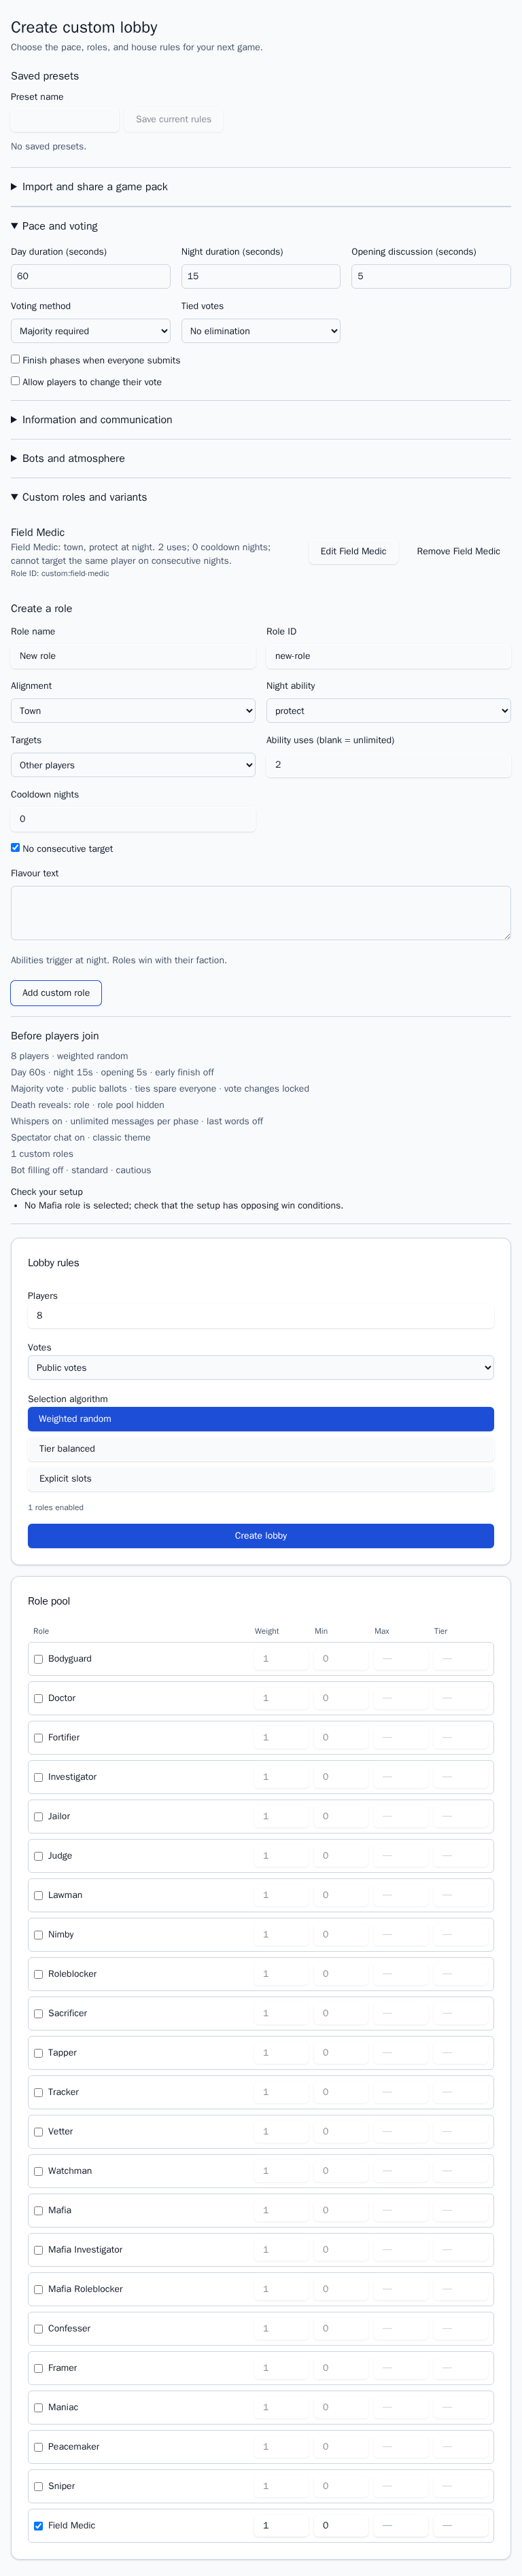 Create custom lobby
Choose the pace, roles, and house rules for your next game.
Saved presets
Preset name
Save current rules
No saved presets.
Import and share a game pack
Pace and voting
Day duration (seconds) Night duration (seconds) Opening discussion (seconds)
60 15 5
Voting method Tied votes
Majority required No elimination
Finish phases when everyone submits
Allow players to change their vote
Information and communication
Bots and atmosphere
Custom roles and variants
Field Medic
Field Medic: town, protect at night. 2 uses; 0 cooldown nights;
cannot target the same player on consecutive nights.
Role ID: custom:field-medic
Edit Field Medic Remove Field Medic
Create a role
Role name Role ID
New role new-role
Alignment Night ability
Town protect
Targets Ability uses (blank = unlimited)
Other players 2
Cooldown nights
0
No consecutive target
Flavour text
Abilities trigger at night. Roles win with their faction.
Add custom role
Before players join
8 players · weighted random
Day 60s · night 15s · opening 5s · early finish off
Majority vote · public ballots · ties spare everyone · vote changes locked
Death reveals: role · role pool hidden
Whispers on · unlimited messages per phase · last words off
Spectator chat on · classic theme
1 custom roles
Bot filling off · standard · cautious
Check your setup
• No Mafia role is selected; check that the setup has opposing win conditions.
Lobby rules
Players
8
Votes
Public votes
Selection algorithm
Weighted random
Tier balanced
Explicit slots
1 roles enabled
Create lobby
Role pool
Role Weight Min Max Tier
Bodyguard 1 0 — —
Doctor 1 0 — —
Fortifier 1 0 — —
Investigator 1 0 — —
Jailor 1 0 — —
Judge 1 0 — —
Lawman 1 0 — —
Nimby 1 0 — —
Roleblocker 1 0 — —
Sacrificer 1 0 — —
Tapper 1 0 — —
Tracker 1 0 — —
Vetter 1 0 — —
Watchman 1 0 — —
Mafia 1 0 — —
Mafia Investigator 1 0 — —
Mafia Roleblocker 1 0 — —
Confesser 1 0 — —
Framer 1 0 — —
Maniac 1 0 — —
Peacemaker 1 0 — —
Sniper 1 0 — —
Field Medic 1 0 — —